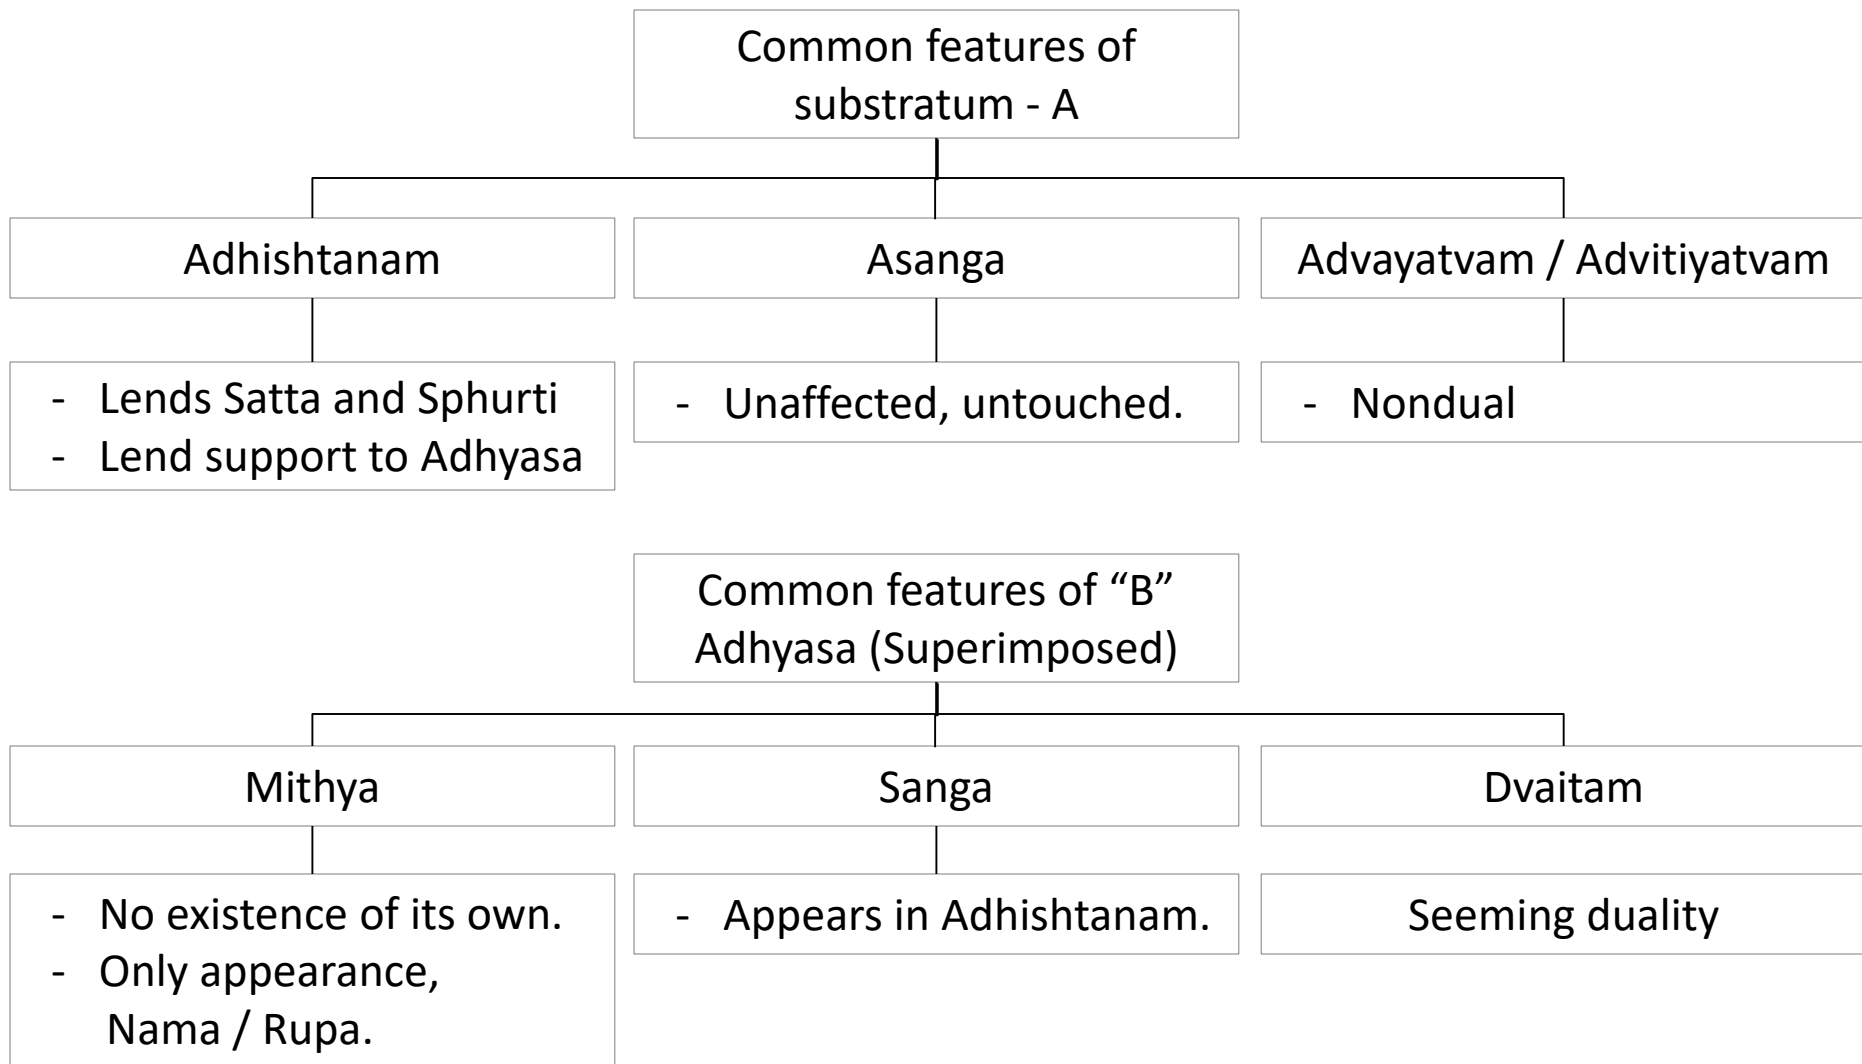 Common features of
substratum - A
Adhishtanam
Asanga
Advayatvam / Advitiyatvam
- Lends Satta and Sphurti
- Lend support to Adhyasa
- Unaffected, untouched.
- Nondual
Common features of “B”
Adhyasa (Superimposed)
Mithya
Sanga
Dvaitam
- No existence of its own.
- Only appearance,
Nama / Rupa.
- Appears in Adhishtanam.
Seeming duality